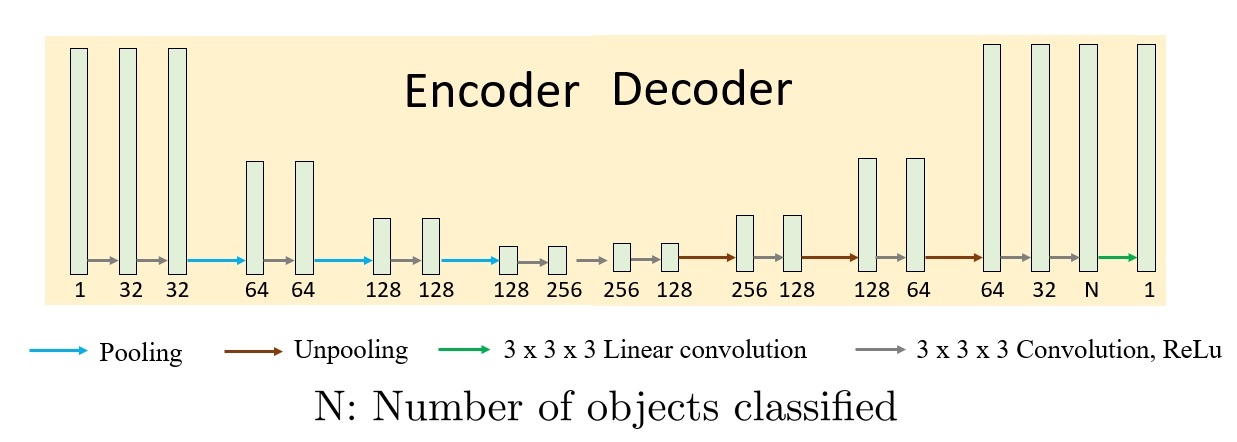 Encoder Decoder
1 32 32 64 64 128 128 128 256 256 128 256 128 128 64 64 32 N 1
Pooling Unpooling 3 x 3 x 3 Linear convolution 3 x 3 x 3 Convolution, ReLu
N: Number of objects classified